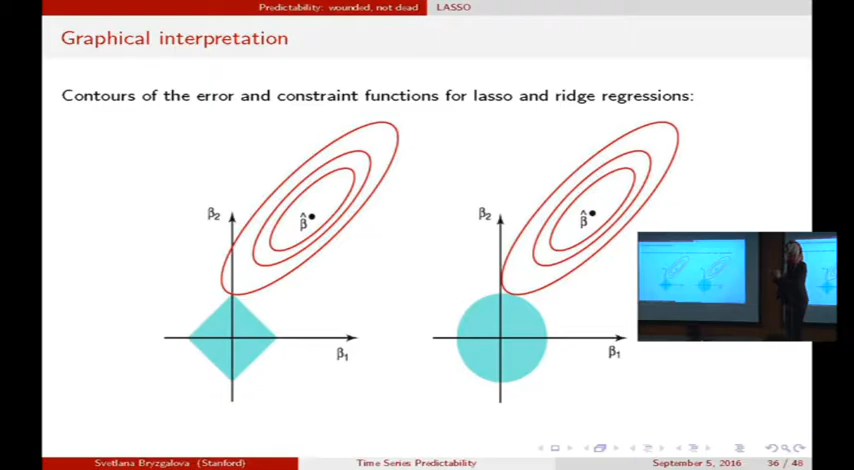 Predictability: wounded, not dead LASSO
Graphical interpretation
Contours of the error and constraint functions for lasso and ridge regressions:
β₂
β̂
β₁
β₂
β̂
β₁
Svetlana Bryzgalova (Stanford) Time Series Predictability September 5, 2016 36 / 48